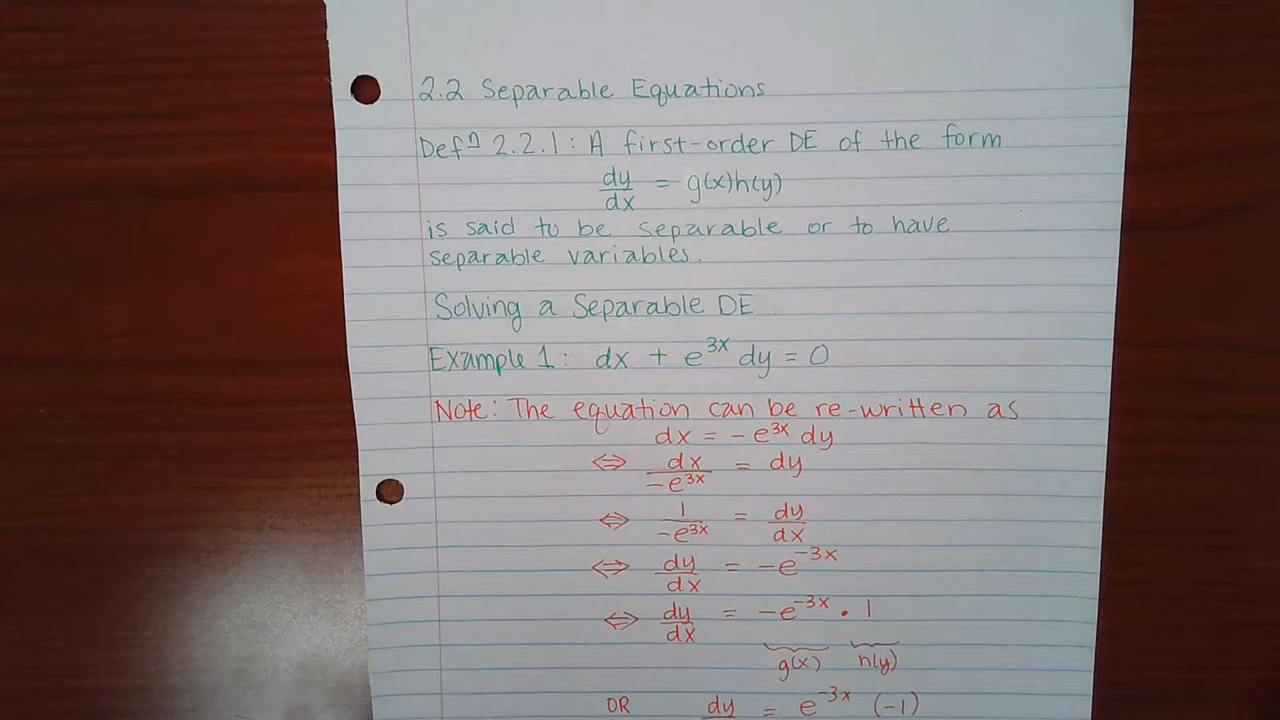 2.2 Separable Equations
Defⁿ 2.2.1: A first-order DE of the form
dy/dx = g(x)h(y)
is said to be separable or to have
separable variables.
Solving a Separable DE
Example 1: dx + e^{3x} dy = 0
Note: The equation can be re-written as
dx = -e^{3x} dy
⇔ dx/-e^{3x} = dy
⇔ 1/-e^{3x} = dy/dx
⇔ dy/dx = -e^{-3x}
⇔ dy/dx = -e^{-3x} · 1
g(x) h(y)
OR dy/ = e^{-3x} (-1)